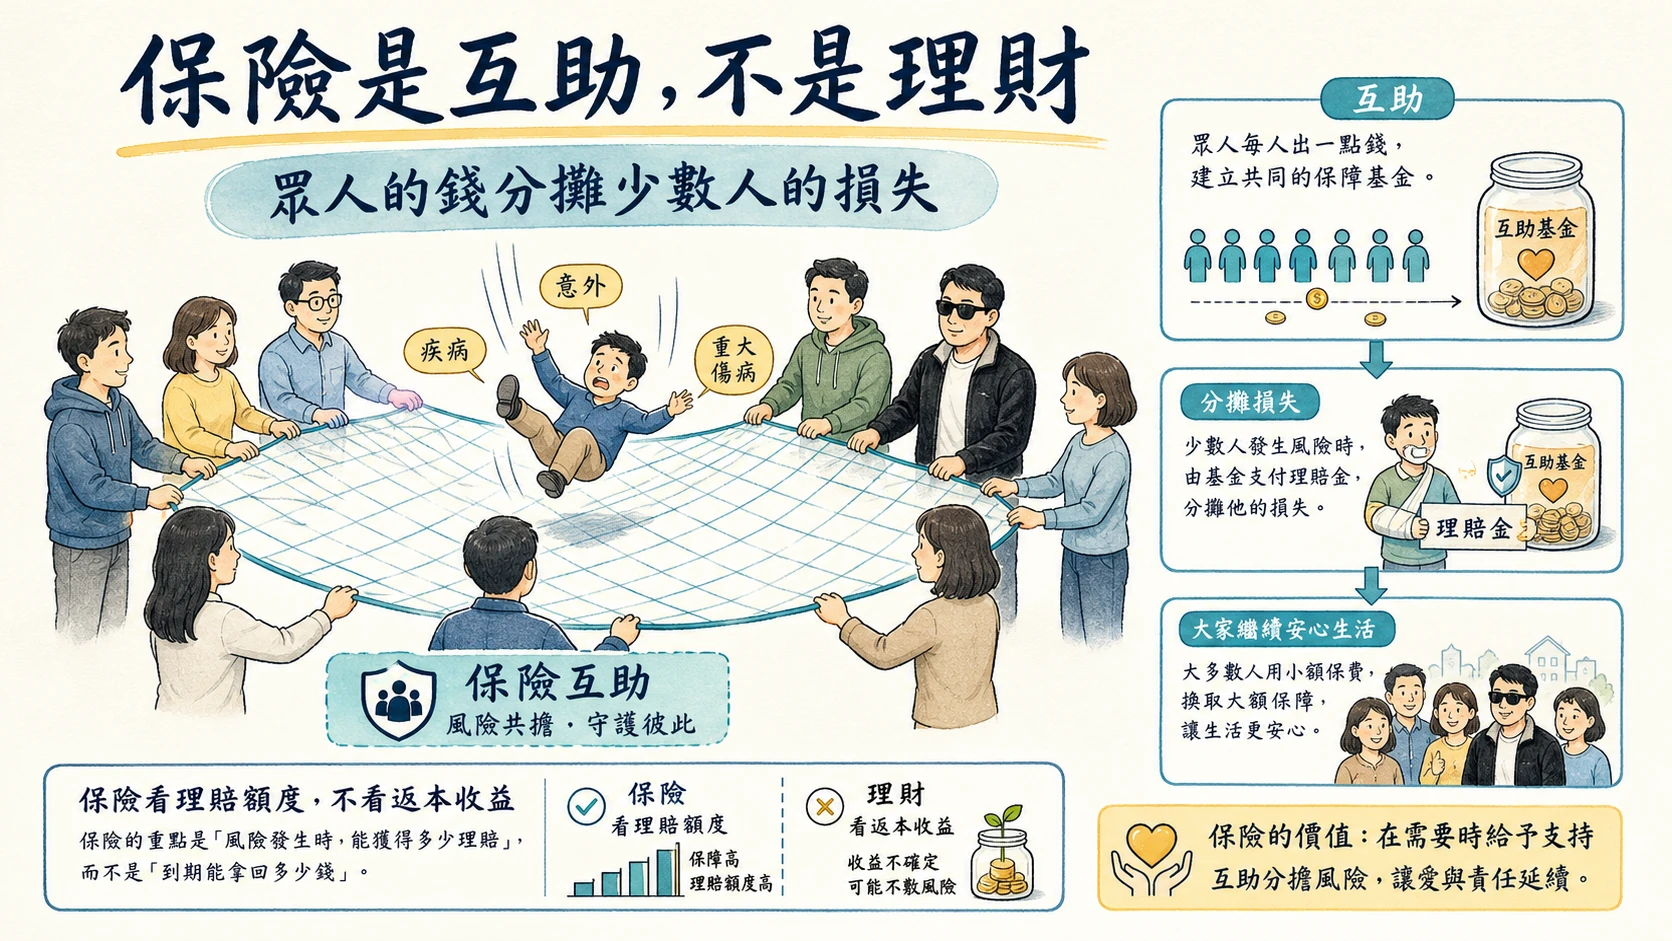 保險是互助，不是理財
眾人的錢分攤少數人的損失
意外
疾病
重大
傷病
保險互助
風險共擔・守護彼此
互助
眾人每人出一點錢，
建立共同的保障基金。
互助基金
$
分攤損失
少數人發生風險時，
由基金支付理賠金，
分攤他的損失。
互助基金
理賠金
大家繼續安心生活
大多數人用小額保費，
換取大額保障，
讓生活更安心。
保險看理賠額度，不看返本收益
保險的重點是「風險發生時，能獲得多少理賠」，
而不是「到期能拿回多少錢」。
保險
看理賠額度
保障高
理賠額度高
理財
看返本收益
收益不確定
可能不敷風險
保險的價值：在需要時給予支持
互助分擔風險，讓愛與責任延續。